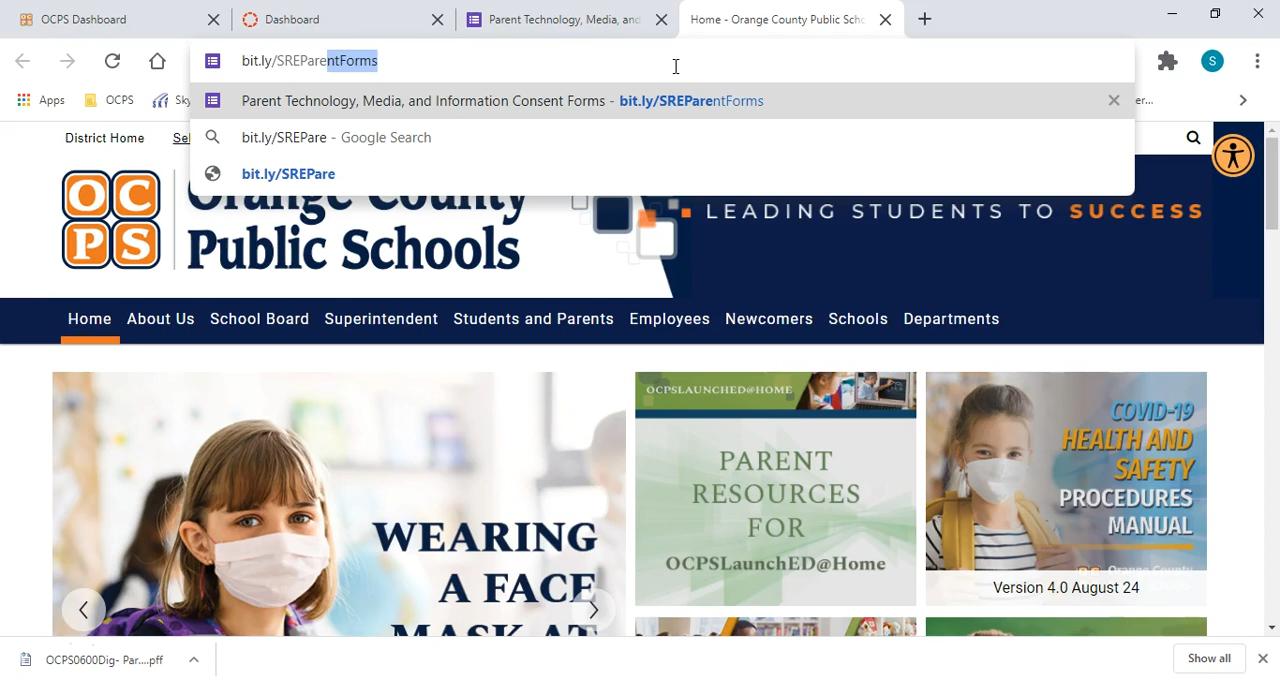 OCPS Dashboard
Dashboard
Parent Technology, Media, and
Home - Orange County Public Scho
bit.ly/SREParentForms
S
Apps
OCPS
Sky
er...
Parent Technology, Media, and Information Consent Forms - bit.ly/SREParentForms
bit.ly/SREPare - Google Search
bit.ly/SREPare
District Home
Sel
OCPS
Orange County
Public Schools
LEADING STUDENTS TO SUCCESS
Home
About Us
School Board
Superintendent
Students and Parents
Employees
Newcomers
Schools
Departments
WEARING
A FACE
MASK AT
OCPSLAUNCHED@HOME
PARENT
RESOURCES
FOR
OCPSLaunchED@Home
COVID-19
HEALTH AND
SAFETY
PROCEDURES
MANUAL
Orange County
Version 4.0 August 24
OCPS0600Dig- Par....pff
Show all